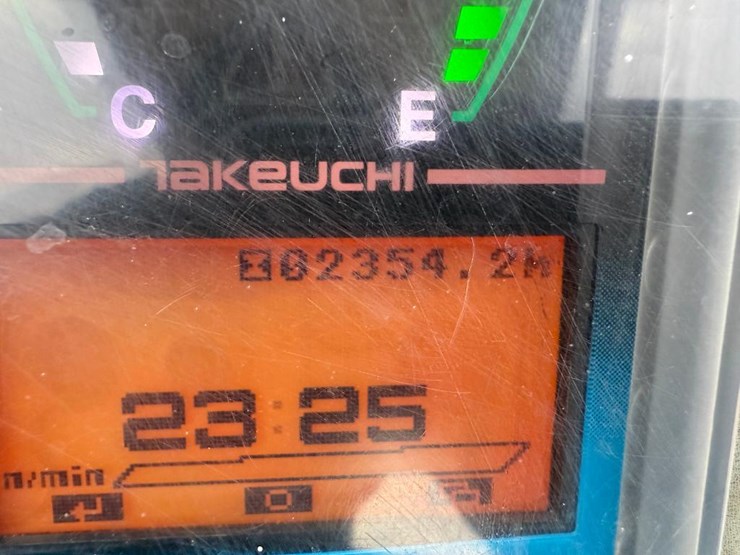 C E
TAKEUCHI
02354.2h
23:25
n/min